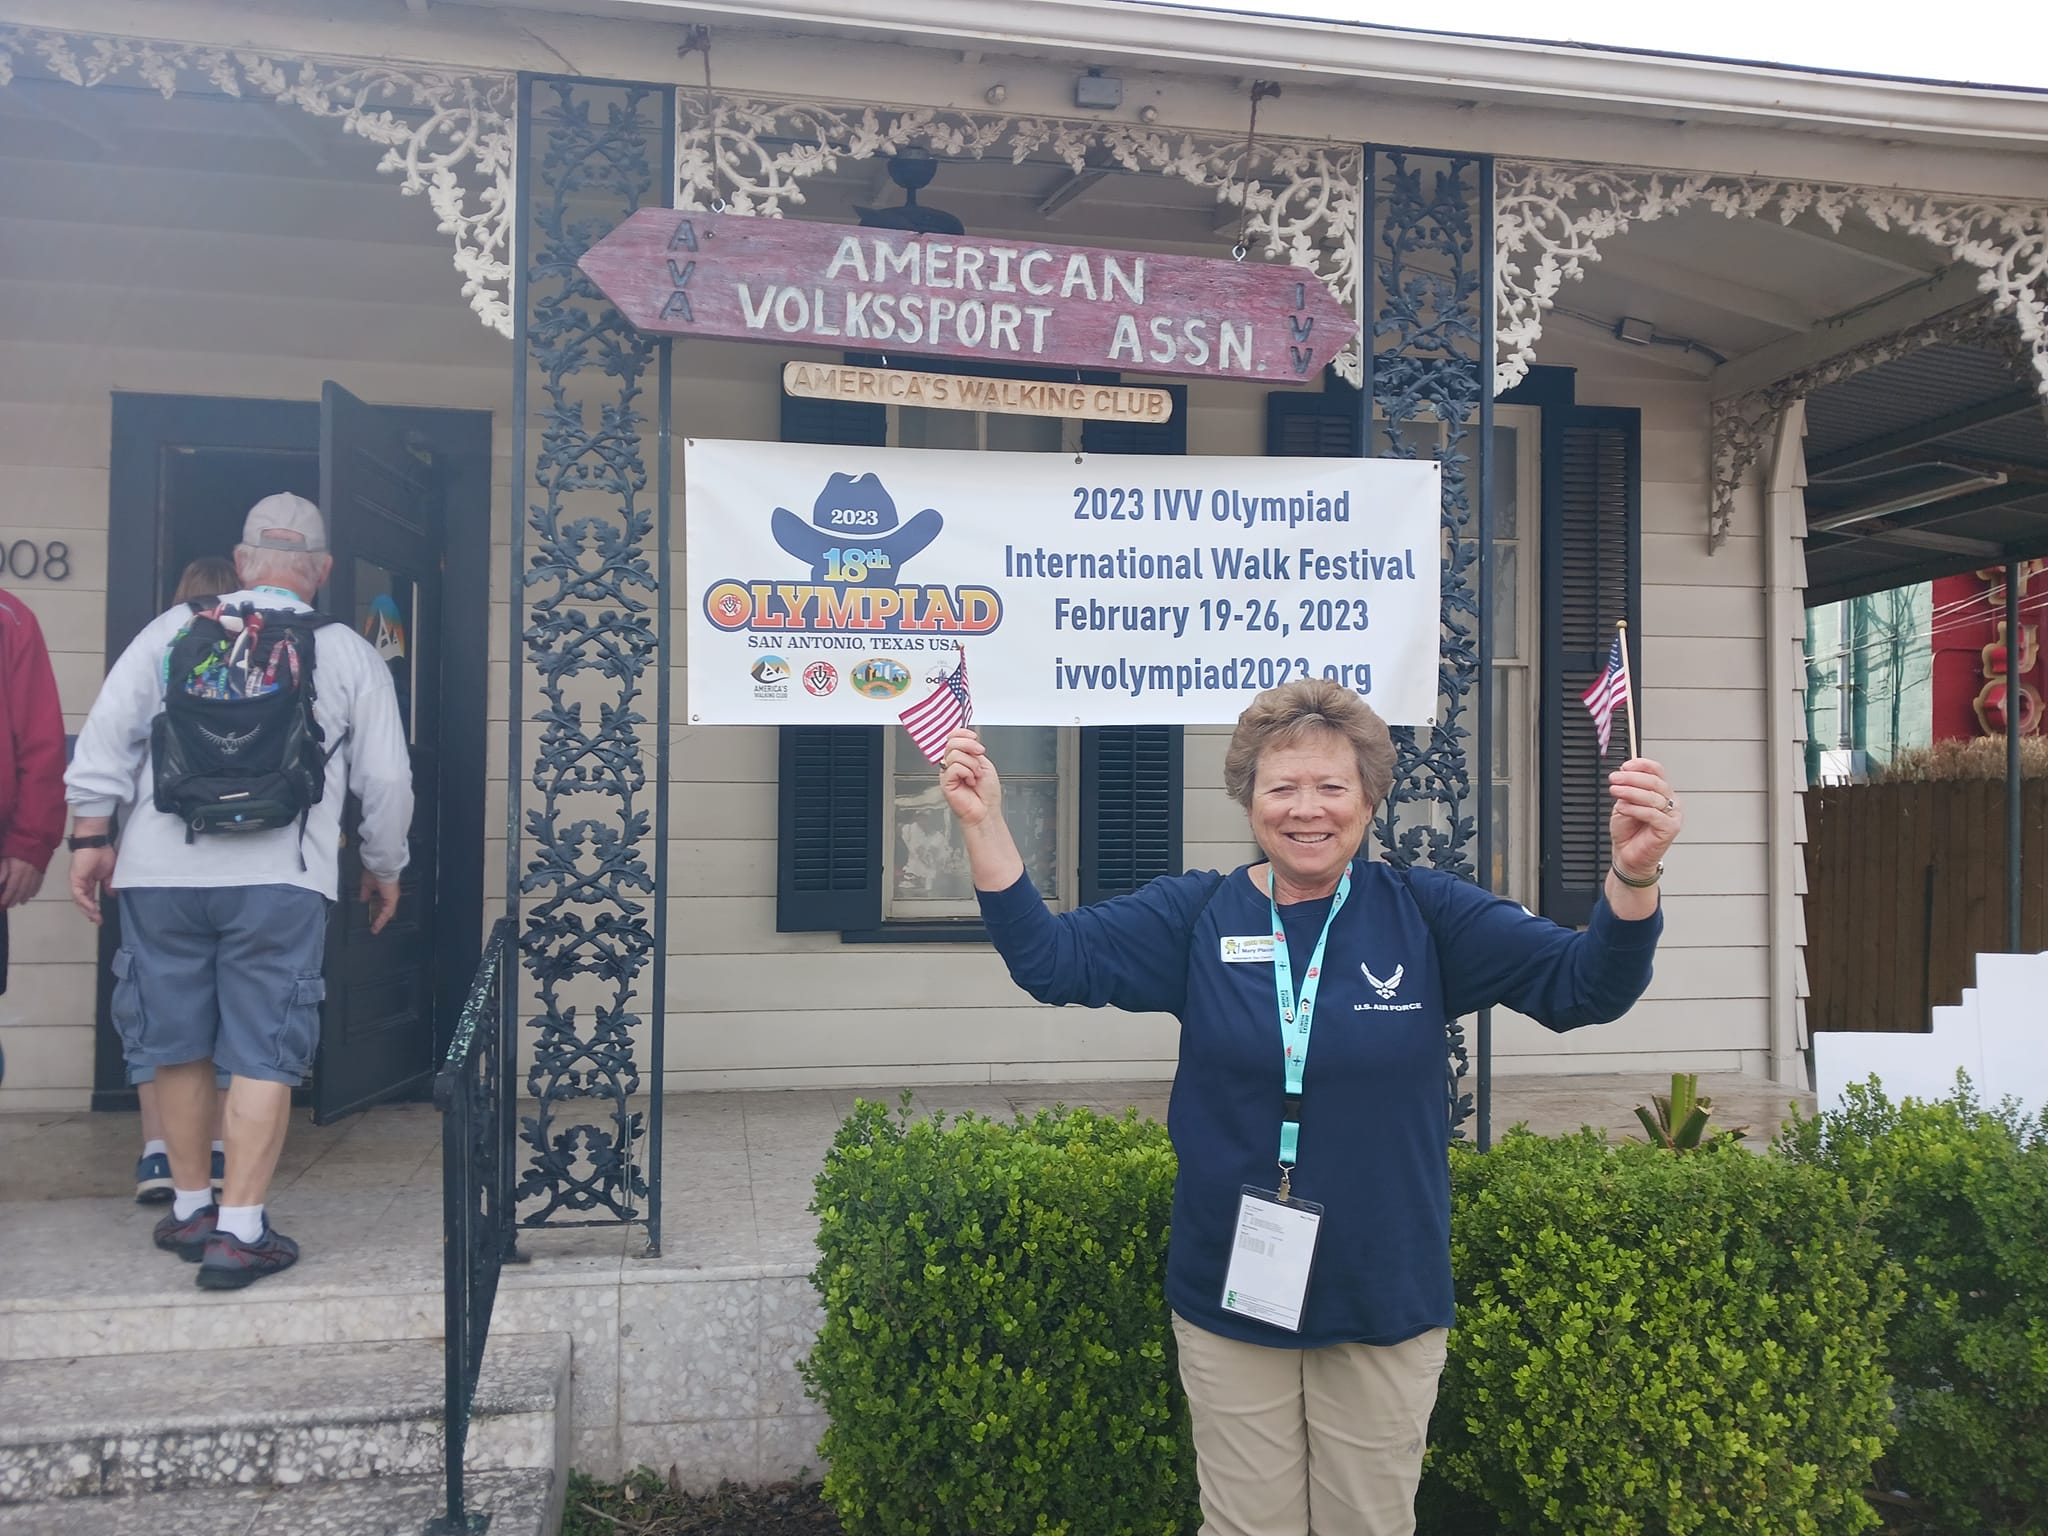 AVA
AMERICAN
VOLKSSPORT ASSN.
IVV
AMERICA'S WALKING CLUB
2023
18th
OLYMPIAD
SAN ANTONIO, TEXAS USA
AMERICA'S
WALKING CLUB
IVV
2023 IVV Olympiad
International Walk Festival
February 19-26, 2023
ivvolympiad2023.org
008
U.S. AIR FORCE